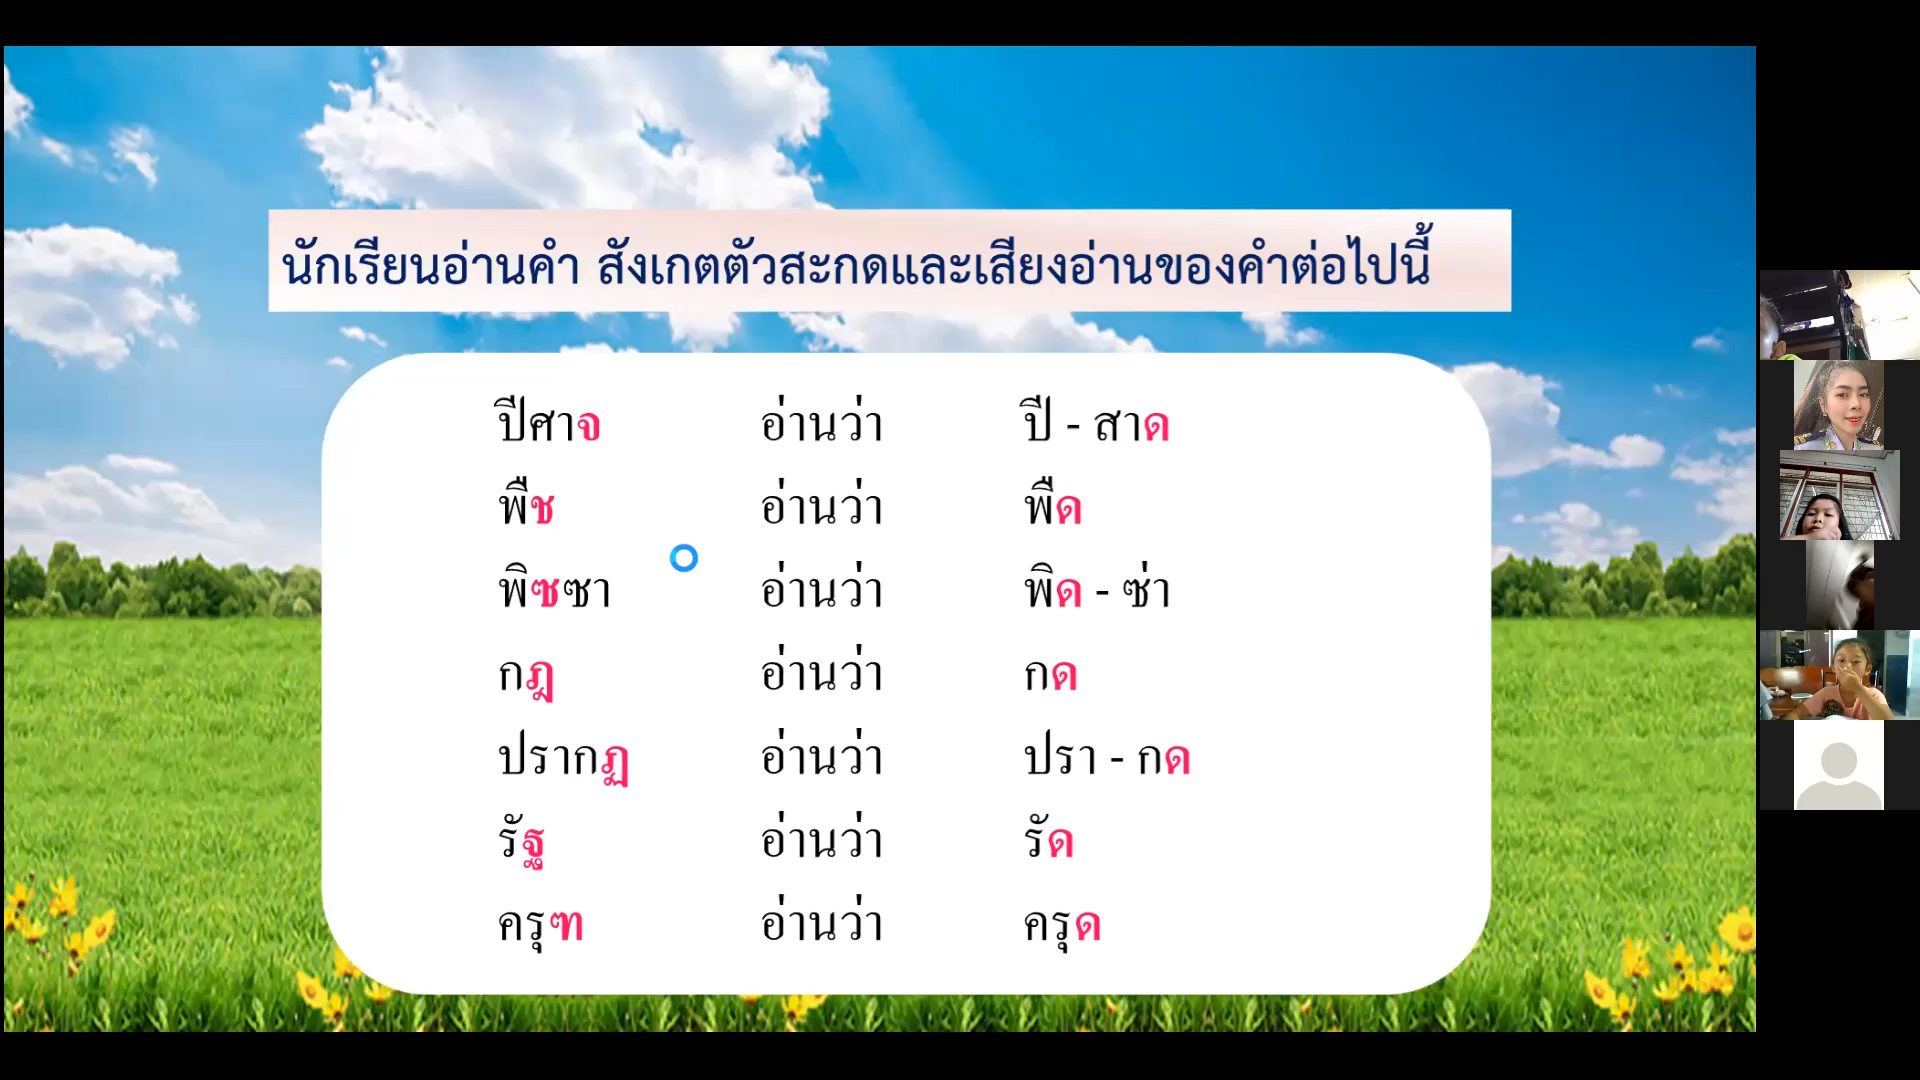 นักเรียนอ่านคำ สังเกตตัวสะกดและเสียงอ่านของคำต่อไปนี้
ปีศาจ อ่านว่า ปี - สาด
พืช อ่านว่า พืด
พิซซา อ่านว่า พิด - ซ่า
กฎ อ่านว่า กด
ปรากฏ อ่านว่า ปรา - กด
รัฐ อ่านว่า รัด
ครุฑ อ่านว่า ครุด